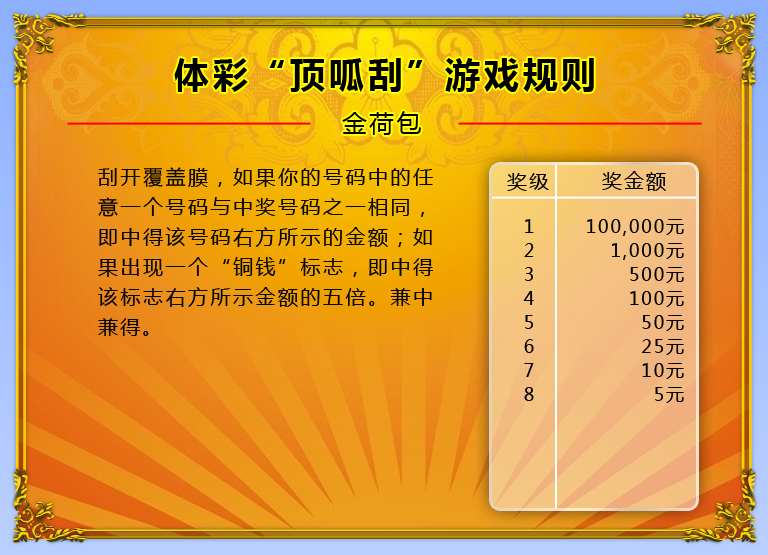 体彩“顶呱刮”游戏规则
金荷包
刮开覆盖膜，如果你的号码中的任
意一个号码与中奖号码之一相同，
即中得该号码右方所示的金额；如
果出现一个“铜钱”标志，即中得
该标志右方所示金额的五倍。兼中
兼得。
奖级 奖金额
1 100,000元
2 1,000元
3 500元
4 100元
5 50元
6 25元
7 10元
8 5元